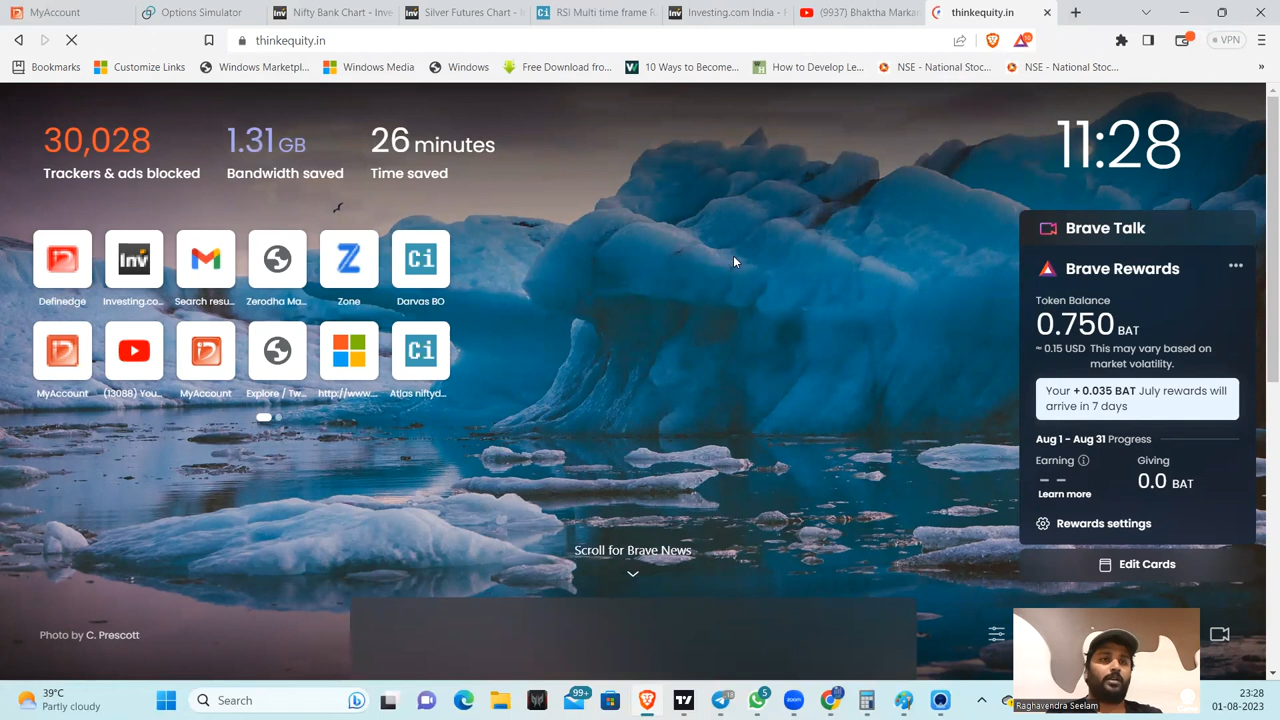 MyAccount
Options Simulator
Nifty Bank Chart - Inve
Silver Futures Chart - I
RSI Multi time frame R
Investing.com India - F
(9937) Bhaktha Markan
thinkequity.in
thinkequity.in
10
VPN
Bookmarks
Customize Links
Windows Marketpl...
Windows Media
Windows
Free Download fro...
10 Ways to Become...
How to Develop Le...
NSE - National Stoc...
NSE - National Stoc...
»
30,028
Trackers & ads blocked
1.31 GB
Bandwidth saved
26 minutes
Time saved
11:28
inv
Z
Ci
Definedge
Investing.co...
Search resu...
Zerodha Ma...
Zone
Darvas BO
Ci
MyAccount
(13088) You...
MyAccount
Explore / Tw...
http://www....
Atlas niftyd...
Brave Talk
Brave Rewards
Token Balance
0.750 BAT
≈ 0.15 USD This may vary based on
market volatility.
Your + 0.035 BAT July rewards will
arrive in 7 days
Aug 1 - Aug 31 Progress
Earning
Giving
– –
0.0 BAT
Learn more
Rewards settings
Edit Cards
Scroll for Brave News
Photo by C. Prescott
Raghavendra Seelam
39°C
Partly cloudy
Search
99+
5
zoom
23:28
01-08-2023